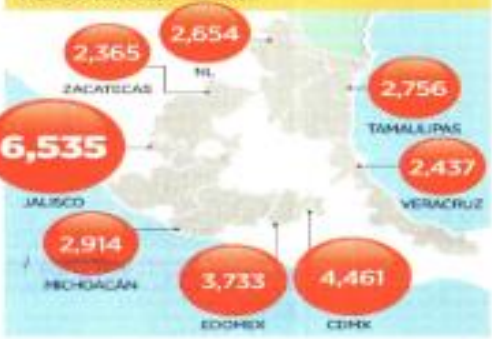 2,654
NL
2,365
ZACATECAS
2,756
TAMAULIPAS
6,535
JALISCO
2,437
VERACRUZ
2,914
MICHOACÁN
3,733
EDOMEX
4,461
CDMX